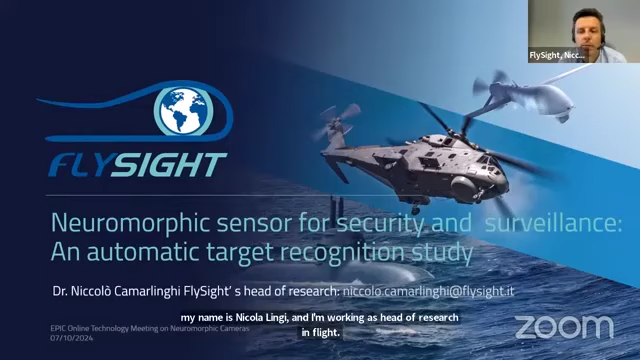 FlySight, Nicc...
FLYSIGHT
Neuromorphic sensor for security and surveillance:
An automatic target recognition study
Dr. Niccolò Camarlinghi FlySight' s head of research: niccolo.camarlinghi@flysight.it
my name is Nicola Lingi, and I'm working as head of research
in flight.
EPIC Online Technology Meeting on Neuromorphic Cameras
07/10/2024
zoom